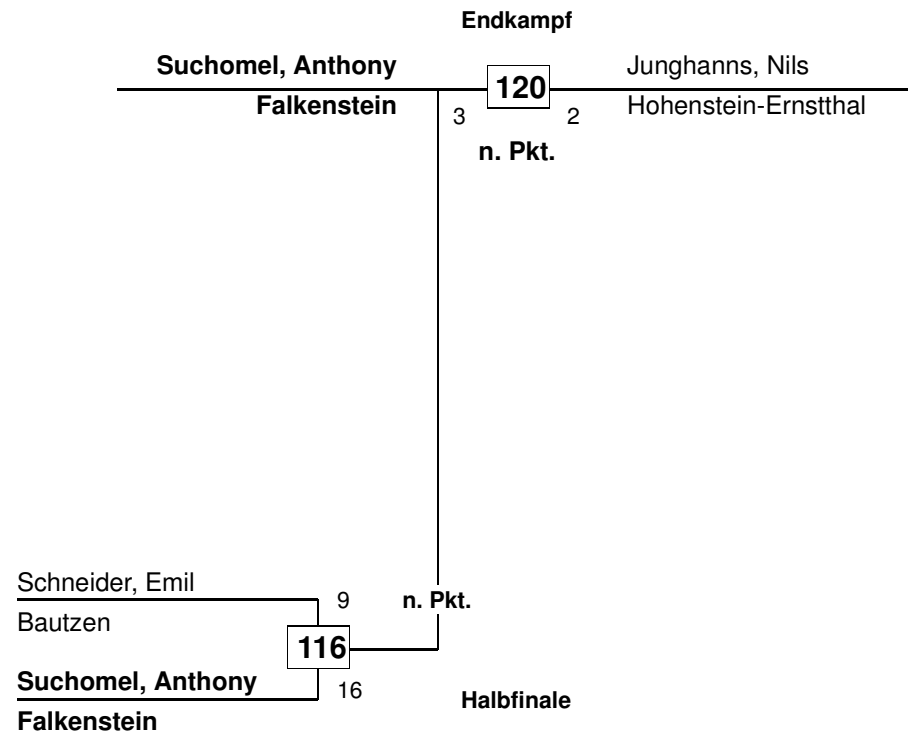 Endkampf
Suchomel, Anthony
Falkenstein
3
120
2
Junghanns, Nils
Hohenstein-Ernstthal
n. Pkt.
Schneider, Emil
Bautzen
9
n. Pkt.
116
Suchomel, Anthony
Falkenstein
16
Halbfinale